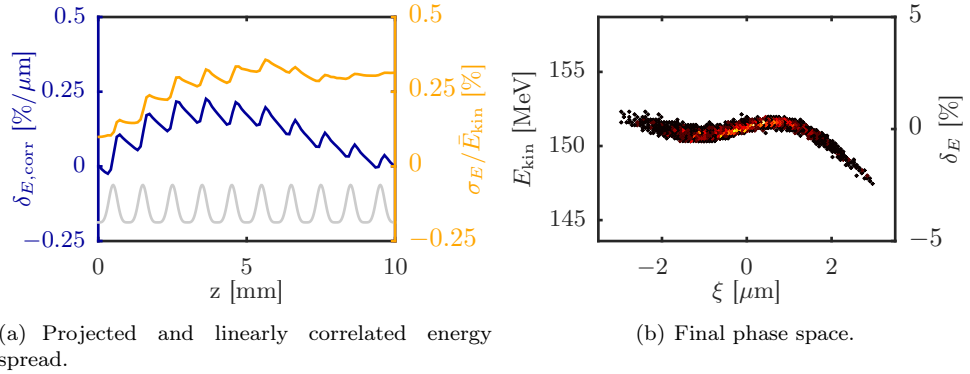 0.5
0.25
0
−0.25
δE,corr [%/μm]
0
5
10
z [mm]
0.5
0.25
0
−0.25
σE/Ēkin [%]
155
150
145
Ekin [MeV]
−2
0
2
ξ [μm]
5
0
−5
δE [%]
(a) Projected and linearly correlated energy
spread.
(b) Final phase space.